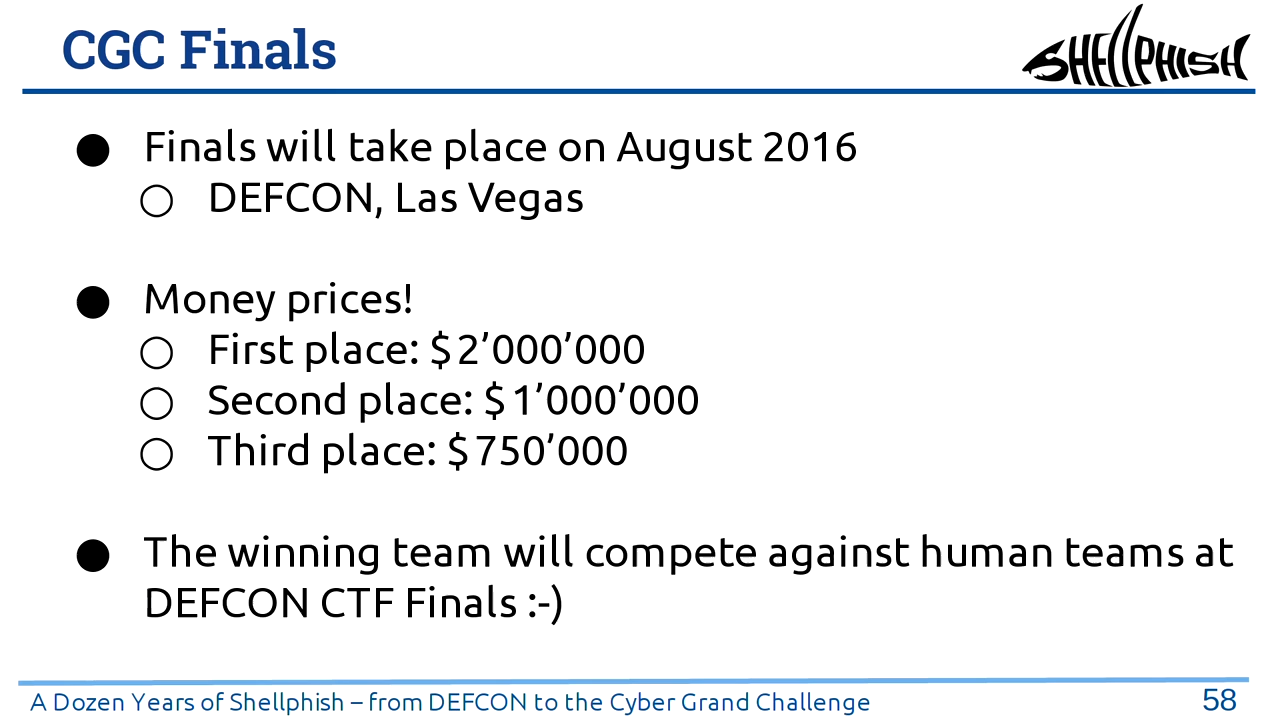 CGC Finals
SHELLPHISH
● Finals will take place on August 2016
○ DEFCON, Las Vegas
● Money prices!
○ First place: $2’000’000
○ Second place: $1’000’000
○ Third place: $750’000
● The winning team will compete against human teams at
DEFCON CTF Finals :-)
A Dozen Years of Shellphish – from DEFCON to the Cyber Grand Challenge
58